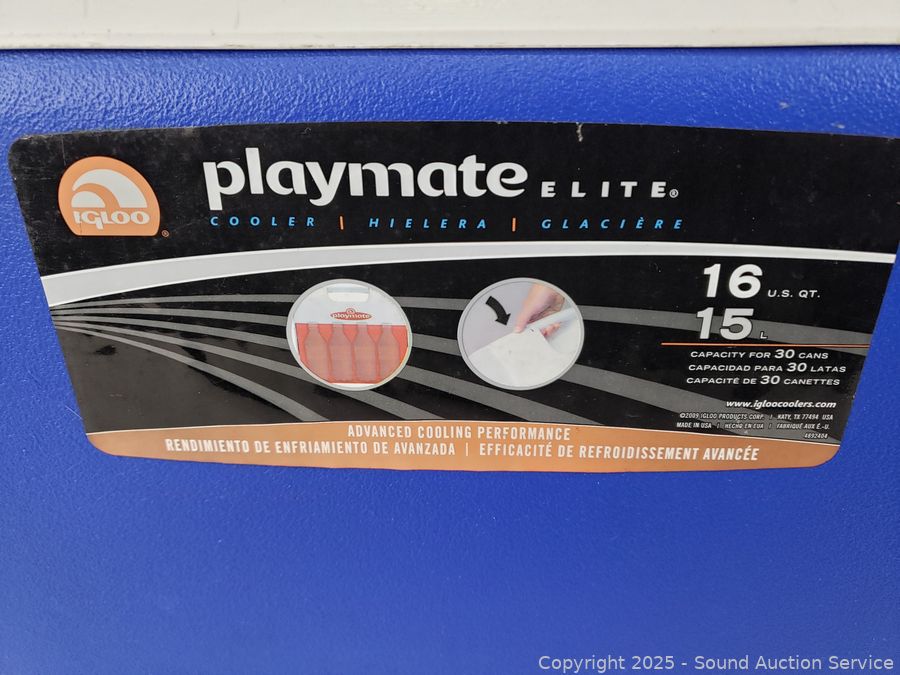 playmate ELITE®
IGLOO®
COOLER | HIELERA | GLACIÈRE
playmate
16 U.S. QT.
15 L
CAPACITY FOR 30 CANS
CAPACIDAD PARA 30 LATAS
CAPACITÉ DE 30 CANETTES
www.igloocoolers.com
©2009 IGLOO PRODUCTS CORP. | KATY, TX 77494 USA
MADE IN USA | HECHO EN EUA | FABRIQUÉ AUX É.-U.
4892404
ADVANCED COOLING PERFORMANCE
RENDIMIENTO DE ENFRIAMIENTO DE AVANZADA | EFFICACITÉ DE REFROIDISSEMENT AVANCÉE
Copyright 2025 - Sound Auction Service